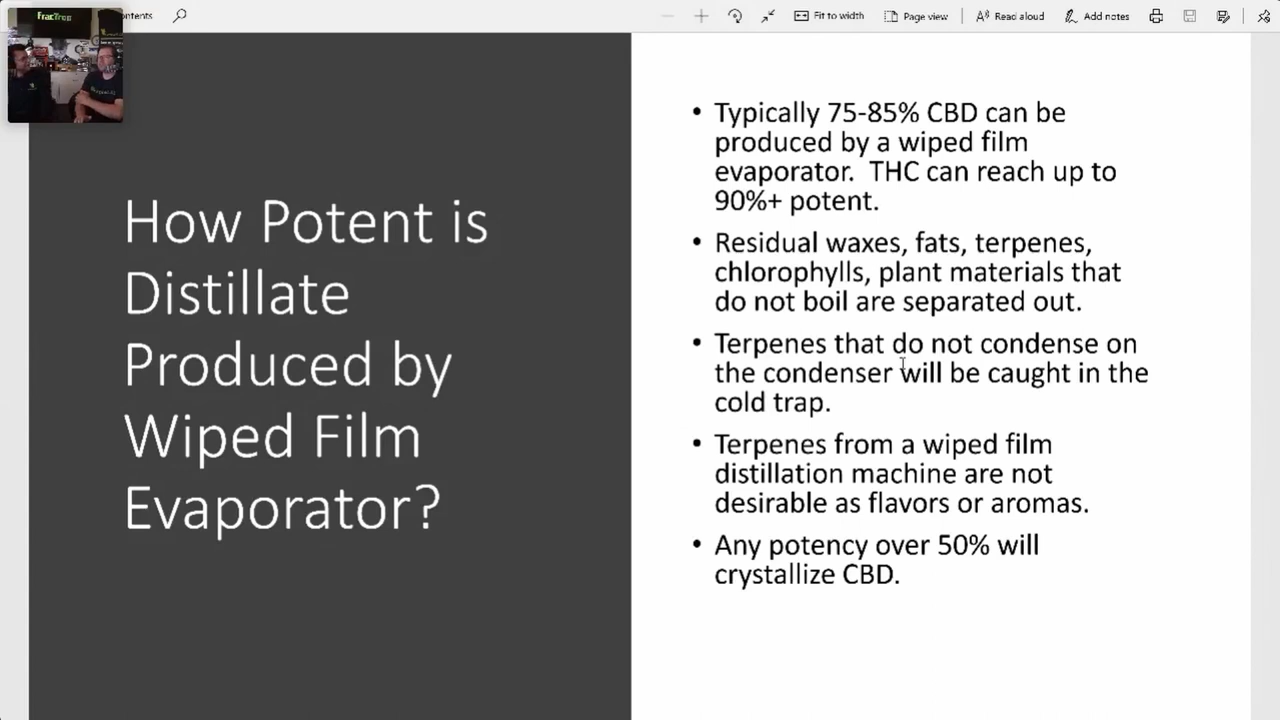 FracTron
ontents
Fit to width
Page view
Read aloud
Add notes
How Potent is
Distillate
Produced by
Wiped Film
Evaporator?
• Typically 75-85% CBD can be
produced by a wiped film
evaporator. THC can reach up to
90%+ potent.
• Residual waxes, fats, terpenes,
chlorophylls, plant materials that
do not boil are separated out.
• Terpenes that do not condense on
the condenser will be caught in the
cold trap.
• Terpenes from a wiped film
distillation machine are not
desirable as flavors or aromas.
• Any potency over 50% will
crystallize CBD.